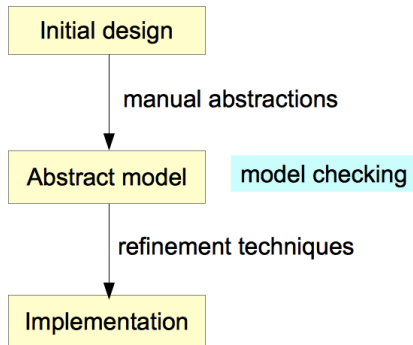 Initial design
manual abstractions
Abstract model
model checking
refinement techniques
Implementation